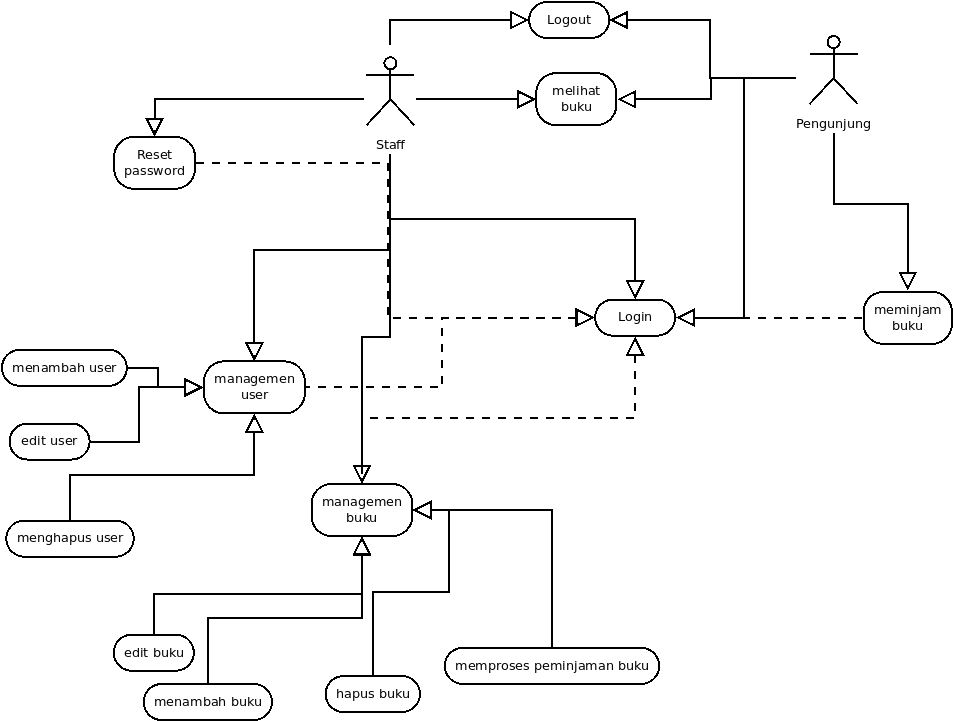 Logout
melihat
buku
Pengunjung
Staff
Reset
password
Login
meminjam
buku
menambah user
managemen
user
edit user
managemen
buku
menghapus user
edit buku
memproses peminjaman buku
hapus buku
menambah buku